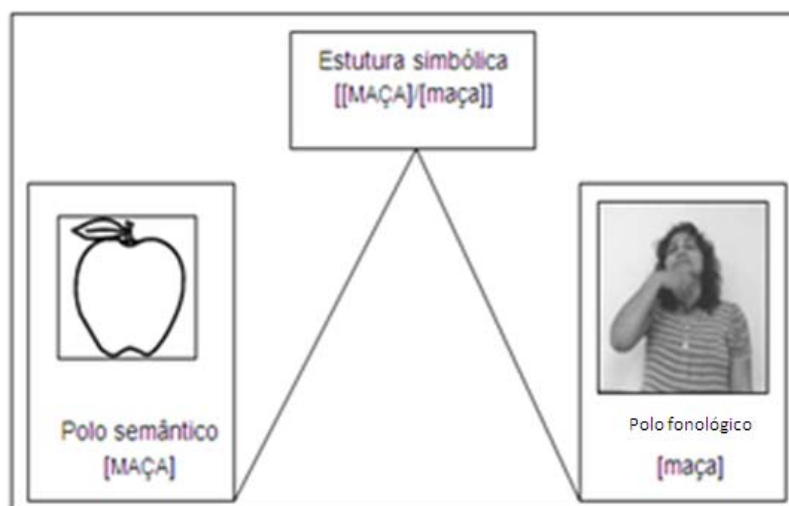 Estutura simbólica
[[MAÇA]/[maça]]
Polo semântico
[MAÇA]
Polo fonológico
[maça]